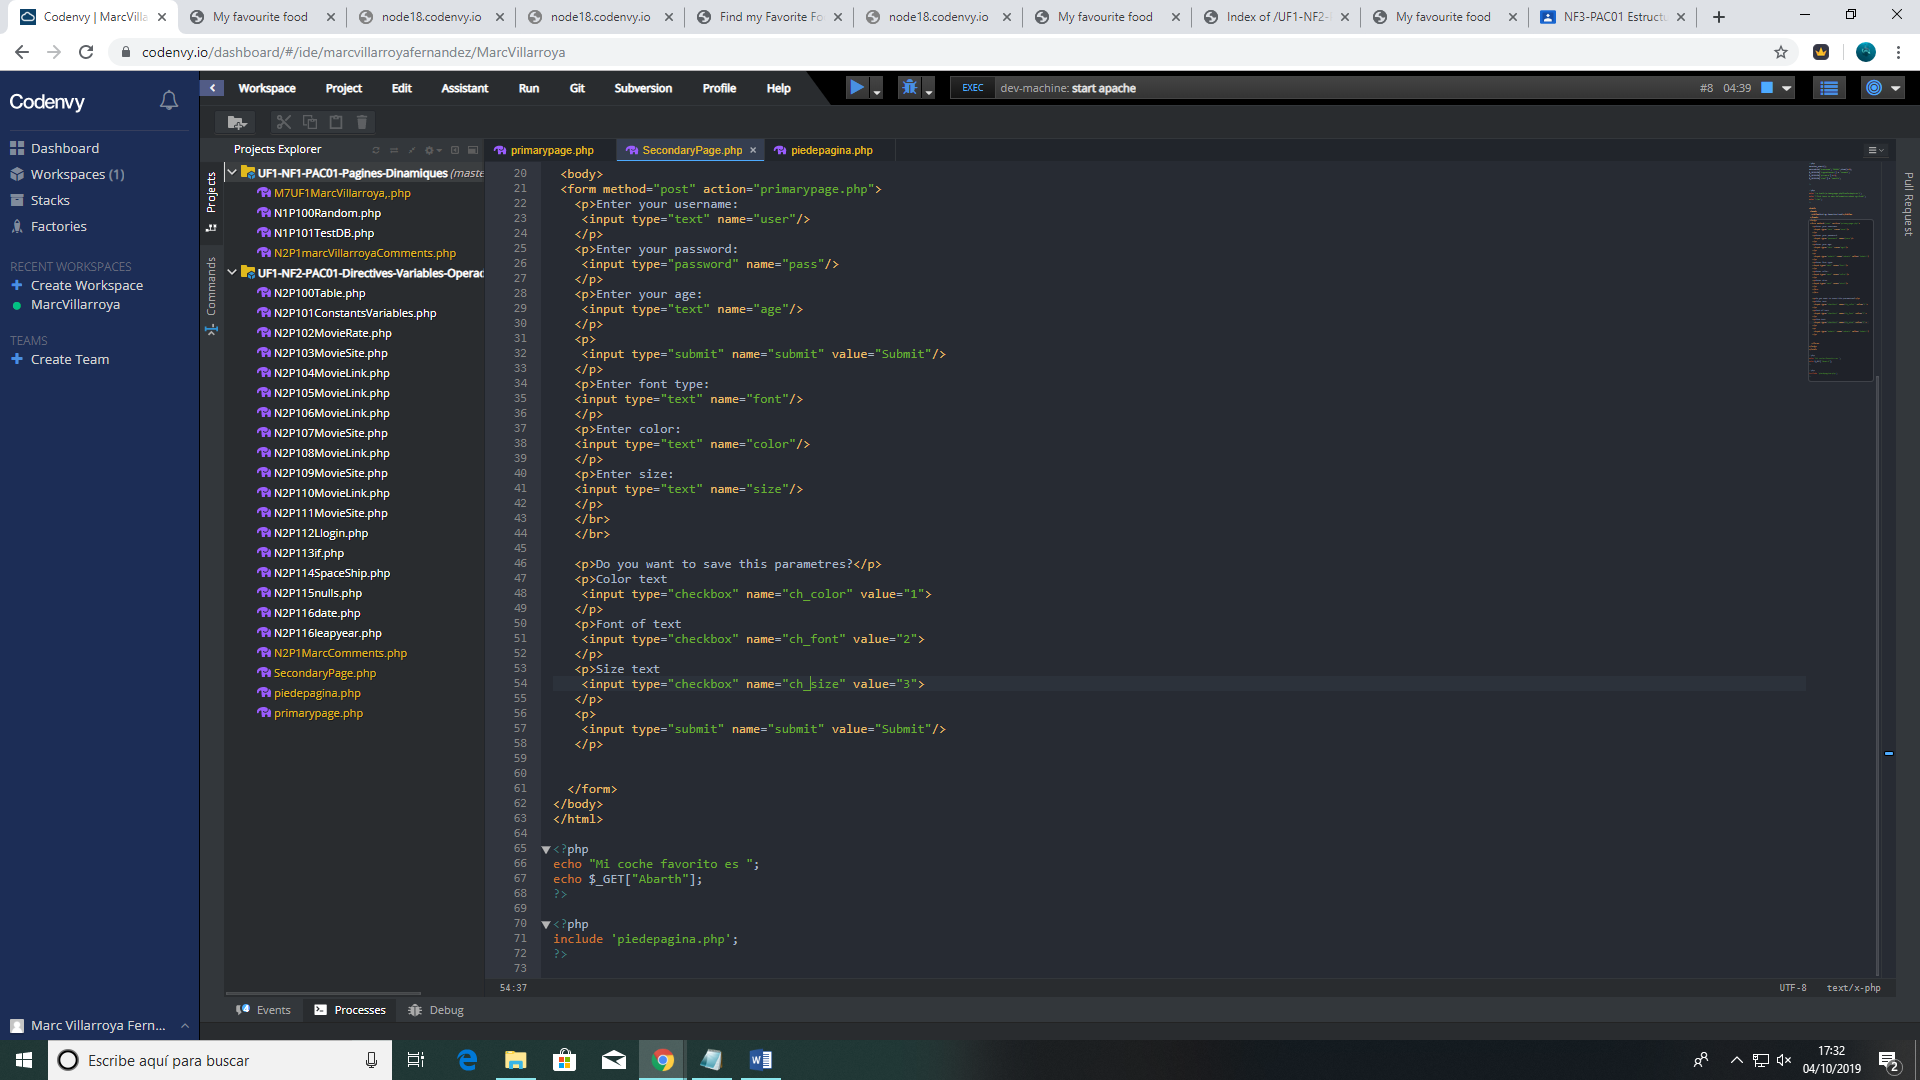 Codenvy | MarcVilla
My favourite food
node18.codenvy.io
node18.codenvy.io
Find my Favorite Fo
node18.codenvy.io
My favourite food
Index of /UF1-NF2-
My favourite food
NF3-PAC01 Estructu
codenvy.io/dashboard/#/ide/marcvillarroyafernandez/MarcVillarroya
Codenvy
Workspace Project Edit Assistant Run Git Subversion Profile Help
EXEC dev-machine: start apache #8 04:39
Dashboard
Workspaces (1)
Stacks
Factories
RECENT WORKSPACES
Create Workspace
MarcVillarroya
TEAMS
Create Team
Marc Villarroya Fern...
Projects
Commands
Projects Explorer
UF1-NF1-PAC01-Pagines-Dinamiques (maste
M7UF1MarcVillarroya,.php
N1P100Random.php
N1P101TestDB.php
N2P1marcVillarroyaComments.php
UF1-NF2-PAC01-Directives-Variables-Operad
N2P100Table.php
N2P101ConstantsVariables.php
N2P102MovieRate.php
N2P103MovieSite.php
N2P104MovieLink.php
N2P105MovieLink.php
N2P106MovieLink.php
N2P107MovieSite.php
N2P108MovieLink.php
N2P109MovieSite.php
N2P110MovieLink.php
N2P111MovieSite.php
N2P112Llogin.php
N2P113if.php
N2P114SpaceShip.php
N2P115nulls.php
N2P116date.php
N2P116leapyear.php
N2P1MarcComments.php
SecondaryPage.php
piedepagina.php
primarypage.php
primarypage.php
SecondaryPage.php
piedepagina.php
20 <body>
21 <form method="post" action="primarypage.php">
22 <p>Enter your username:
23 <input type="text" name="user"/>
24 </p>
25 <p>Enter your password:
26 <input type="password" name="pass"/>
27 </p>
28 <p>Enter your age:
29 <input type="text" name="age"/>
30 </p>
31 <p>
32 <input type="submit" name="submit" value="Submit"/>
33 </p>
34 <p>Enter font type:
35 <input type="text" name="font"/>
36 </p>
37 <p>Enter color:
38 <input type="text" name="color"/>
39 </p>
40 <p>Enter size:
41 <input type="text" name="size"/>
42 </p>
43 </br>
44 </br>
45
46 <p>Do you want to save this parametres?</p>
47 <p>Color text
48 <input type="checkbox" name="ch_color" value="1">
49 </p>
50 <p>Font of text
51 <input type="checkbox" name="ch_font" value="2">
52 </p>
53 <p>Size text
54 <input type="checkbox" name="ch_size" value="3">
55 </p>
56 <p>
57 <input type="submit" name="submit" value="Submit"/>
58 </p>
59
60
61 </form>
62 </body>
63 </html>
64
65 <?php
66 echo "Mi coche favorito es ";
67 echo $_GET["Abarth"];
68 ?>
69
70 <?php
71 include 'piedepagina.php';
72 ?>
73
54:37
UTF-8 text/x-php
Pull Request
Events Processes Debug
Escribe aquí para buscar
17:32
04/10/2019
2